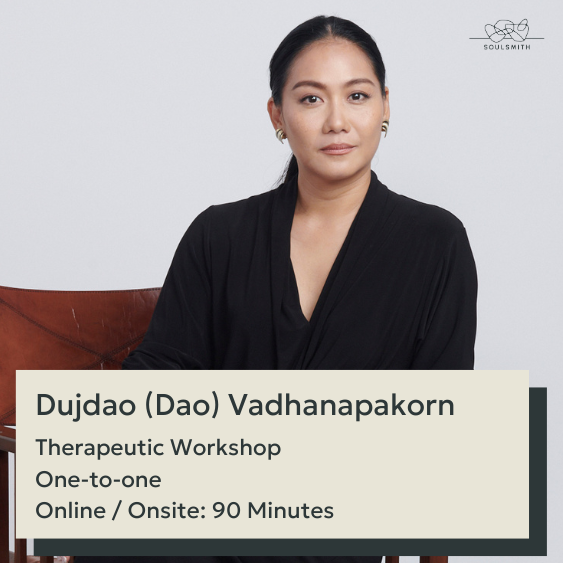 SOULSMITH
Dujdao (Dao) Vadhanapakorn
Therapeutic Workshop
One-to-one
Online / Onsite: 90 Minutes